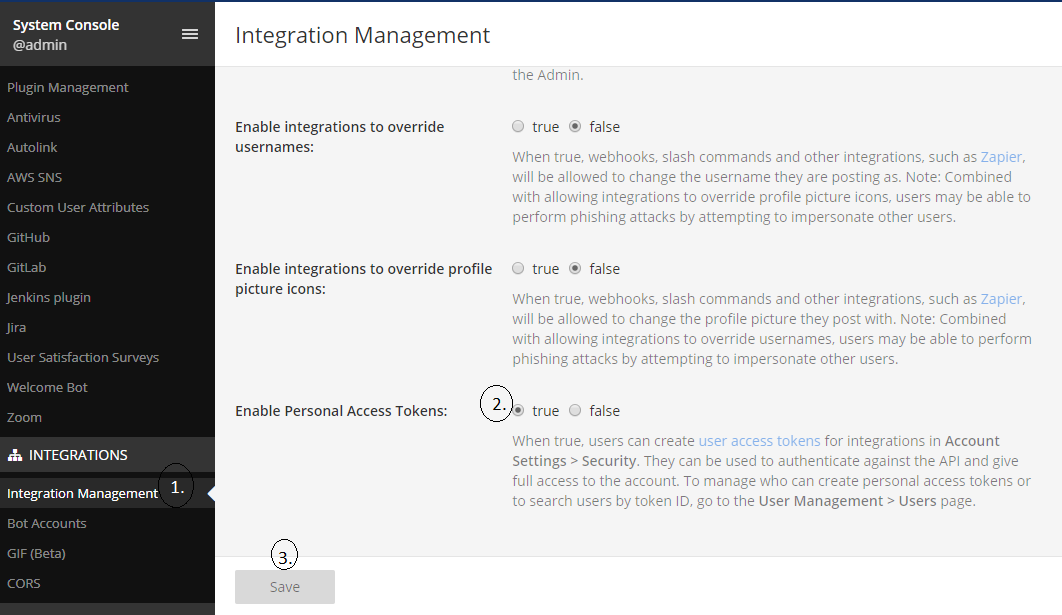 System Console
@admin
Plugin Management
Antivirus
Autolink
AWS SNS
Custom User Attributes
GitHub
GitLab
Jenkins plugin
Jira
User Satisfaction Surveys
Welcome Bot
Zoom
INTEGRATIONS
Integration Management 1.
Bot Accounts
GIF (Beta)
CORS
Integration Management
the Admin.
Enable integrations to override
usernames:
true false
When true, webhooks, slash commands and other integrations, such as Zapier,
will be allowed to change the username they are posting as. Note: Combined
with allowing integrations to override profile picture icons, users may be able to
perform phishing attacks by attempting to impersonate other users.
Enable integrations to override profile
picture icons:
true false
When true, webhooks, slash commands and other integrations, such as Zapier,
will be allowed to change the profile picture they post with. Note: Combined
with allowing integrations to override usernames, users may be able to perform
phishing attacks by attempting to impersonate other users.
Enable Personal Access Tokens:
2. true false
When true, users can create user access tokens for integrations in Account
Settings > Security. They can be used to authenticate against the API and give
full access to the account. To manage who can create personal access tokens or
to search users by token ID, go to the User Management > Users page.
3.
Save